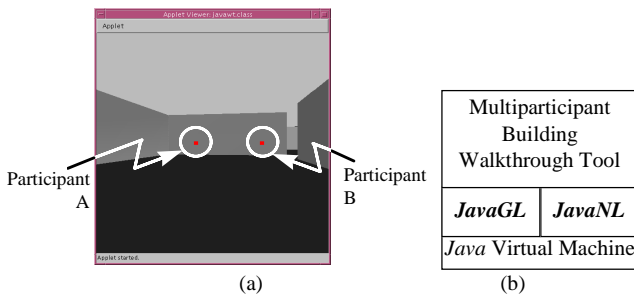 Applet Viewer: javawt.class
Applet
Participant
A
Participant
B
Applet started.
(a)
Multiparticipant
Building
Walkthrough Tool
JavaGL JavaNL
Java Virtual Machine
(b)